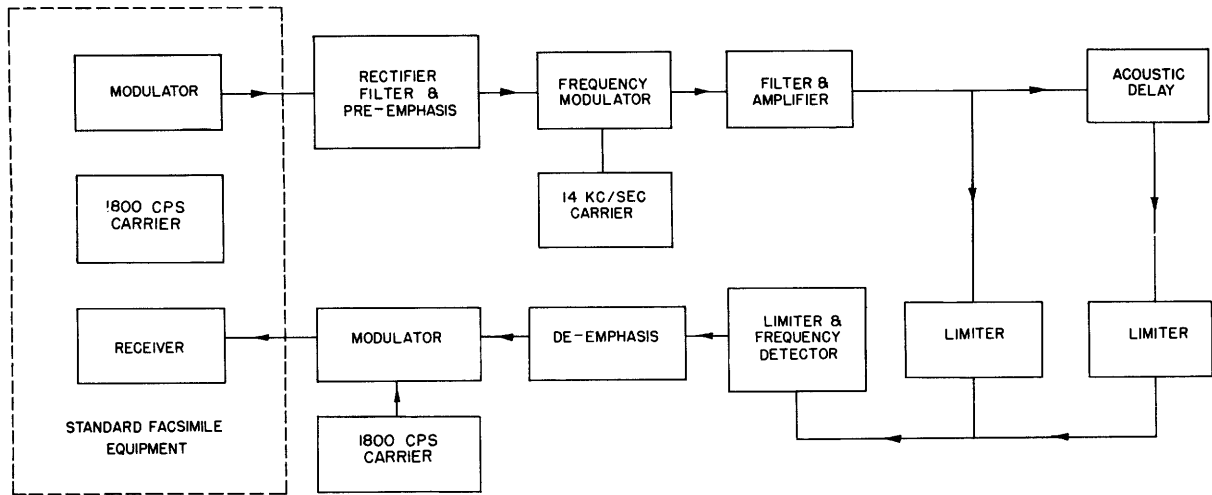 MODULATOR
RECTIFIER
FILTER &
PRE-EMPHASIS
FREQUENCY
MODULATOR
FILTER &
AMPLIFIER
ACOUSTIC
DELAY
1800 CPS
CARRIER
14 KC/SEC
CARRIER
RECEIVER
MODULATOR
DE-EMPHASIS
LIMITER &
FREQUENCY
DETECTOR
LIMITER
LIMITER
STANDARD FACSIMILE
EQUIPMENT
1800 CPS
CARRIER